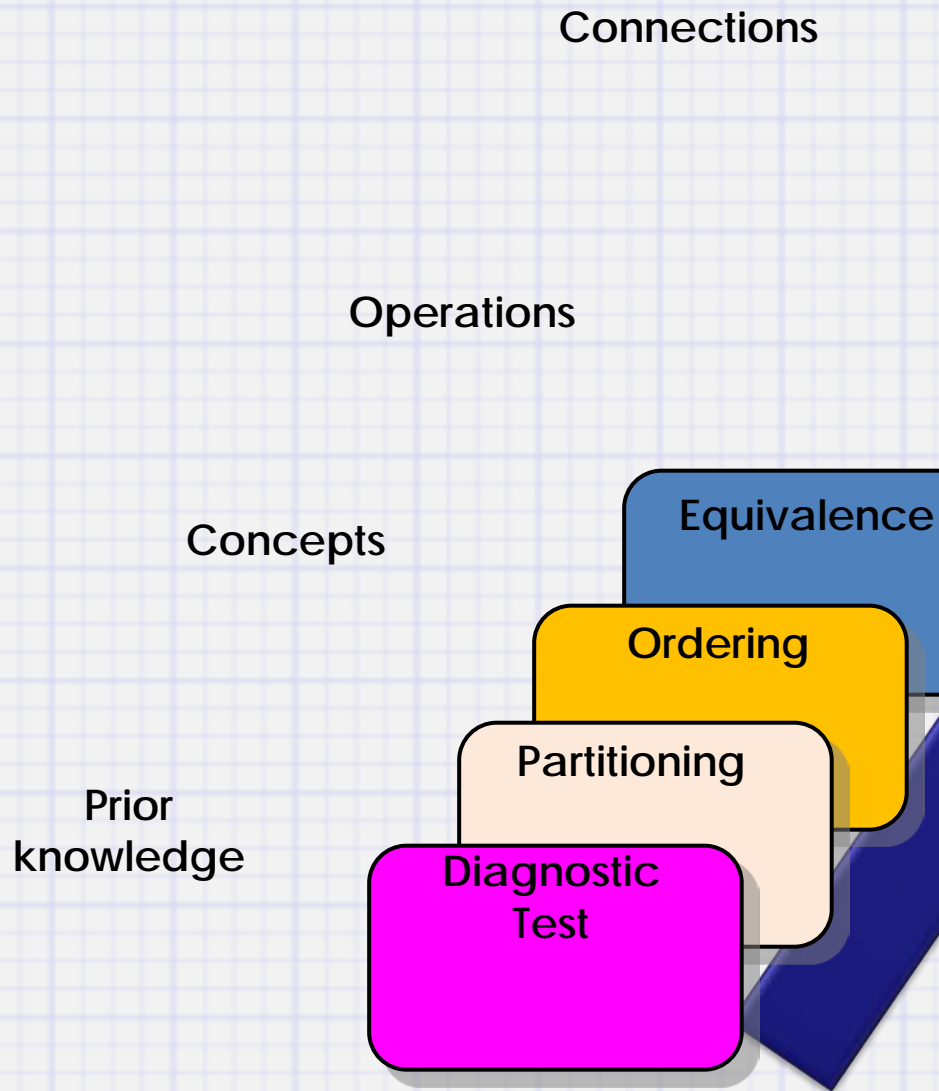 Connections
Operations
Equivalence
Concepts
Ordering
Partitioning
Prior
knowledge
Diagnostic
Test